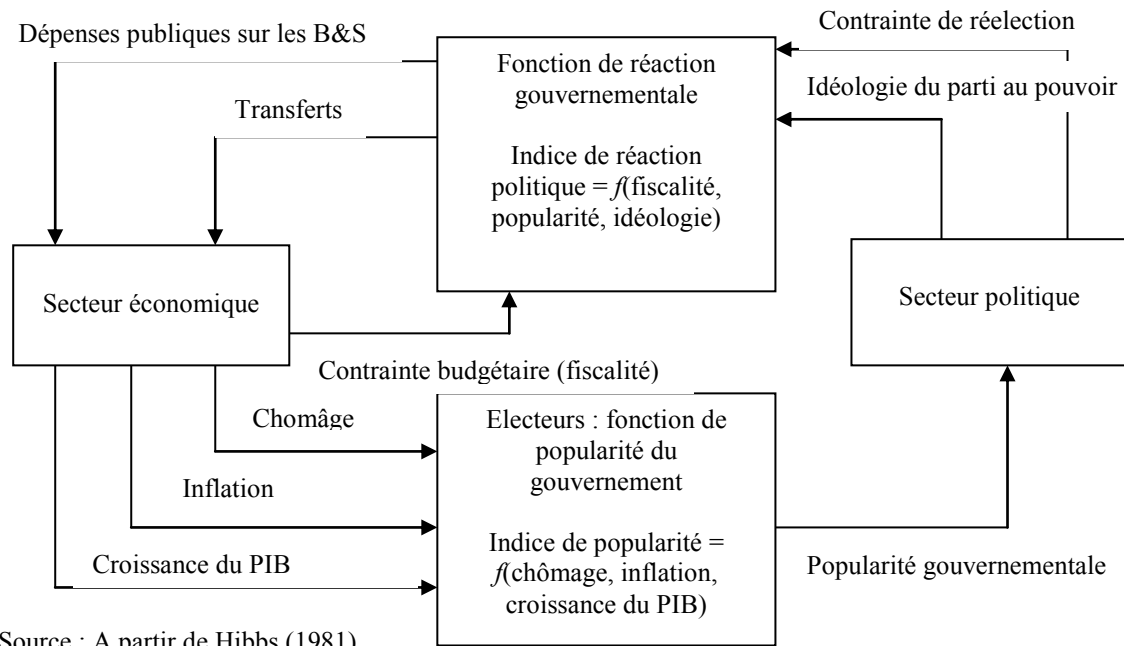 Dépenses publiques sur les B&S
Transferts
Fonction de réaction
gouvernementale
Indice de réaction
politique = f(fiscalité,
popularité, idéologie)
Contrainte de réelection
Idéologie du parti au pouvoir
Secteur économique
Secteur politique
Contrainte budgétaire (fiscalité)
Chomâge
Inflation
Croissance du PIB
Electeurs : fonction de
popularité du
gouvernement
Indice de popularité =
f(chômage, inflation,
croissance du PIB)
Popularité gouvernementale
Source : A partir de Hibbs (1981)